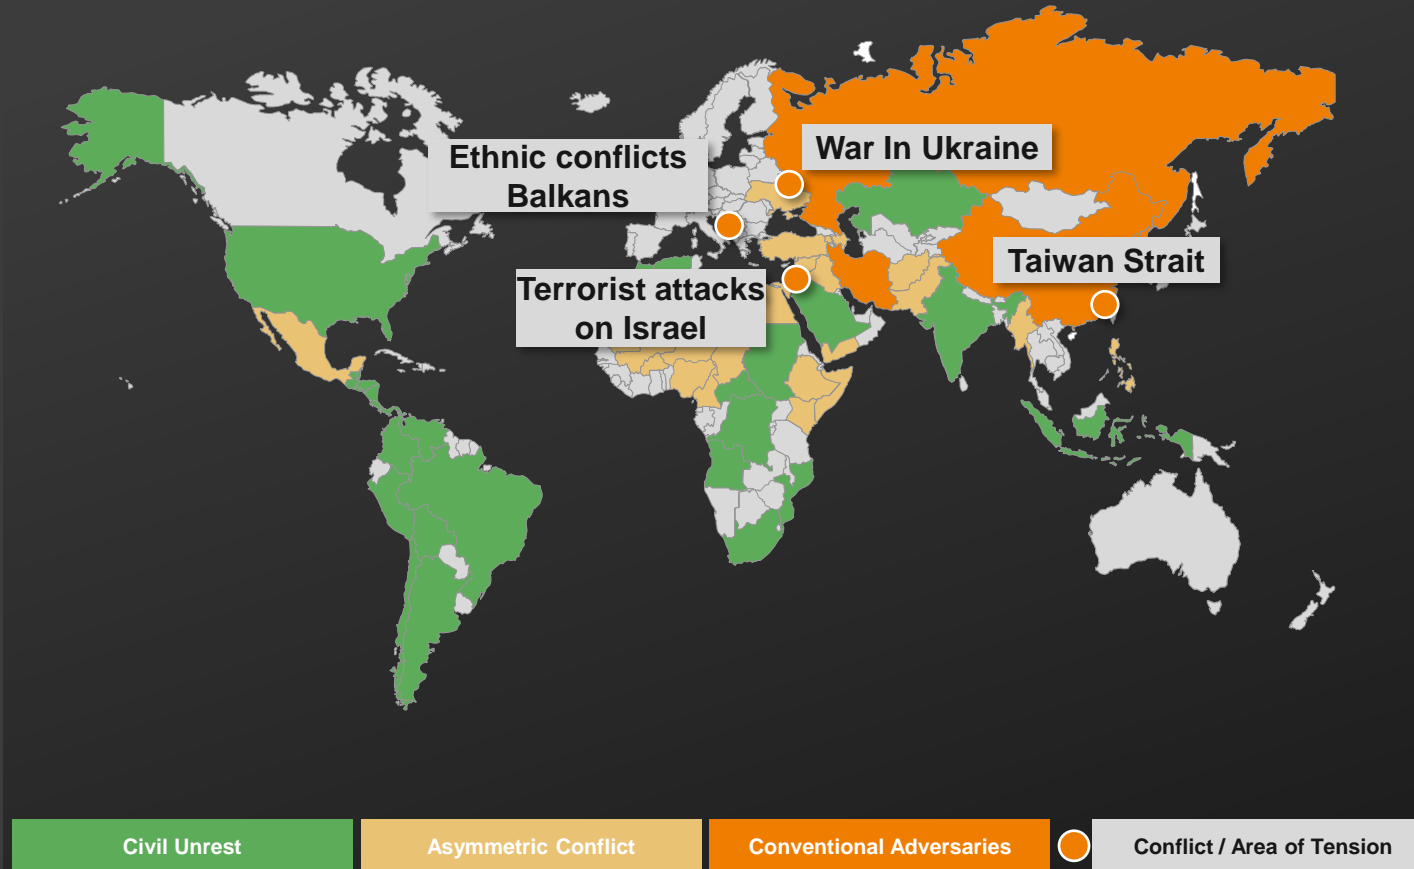 War In Ukraine
Ethnic conflicts
Balkans
Taiwan Strait
Terrorist attacks
on Israel
Civil Unrest
Asymmetric Conflict
Conventional Adversaries
Conflict / Area of Tension